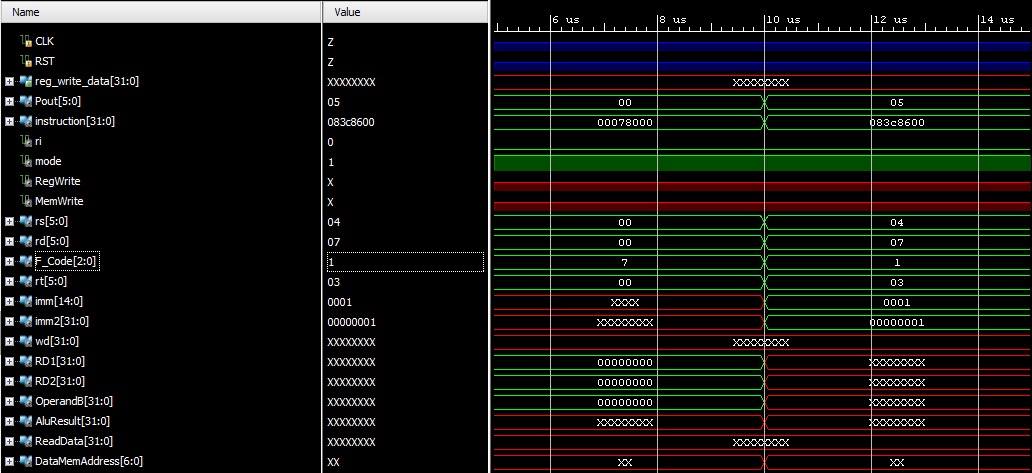 Name Value 6 us 8 us 10 us 12 us 14 us
CLK Z
RST Z
reg_write_data[31:0] XXXXXXXX XXXXXXXX
Pout[5:0] 05 00 05
instruction[31:0] 083c8600 00078000 083c8600
ri 0
mode 1
RegWrite X
MemWrite X
rs[5:0] 04 00 04
rd[5:0] 07 00 07
F_Code[2:0] 1 7 1
rt[5:0] 03 00 03
imm[14:0] 0001 XXXX 0001
imm2[31:0] 00000001 XXXXXXXX 00000001
wd[31:0] XXXXXXXX XXXXXXXX
RD1[31:0] XXXXXXXX 00000000 XXXXXXXX
RD2[31:0] XXXXXXXX 00000000 XXXXXXXX
OperandB[31:0] XXXXXXXX 00000000 XXXXXXXX
AluResult[31:0] XXXXXXXX XXXXXXXX XXXXXXXX
ReadData[31:0] XXXXXXXX XXXXXXXX
DataMemAddress[6:0] XX XX XX